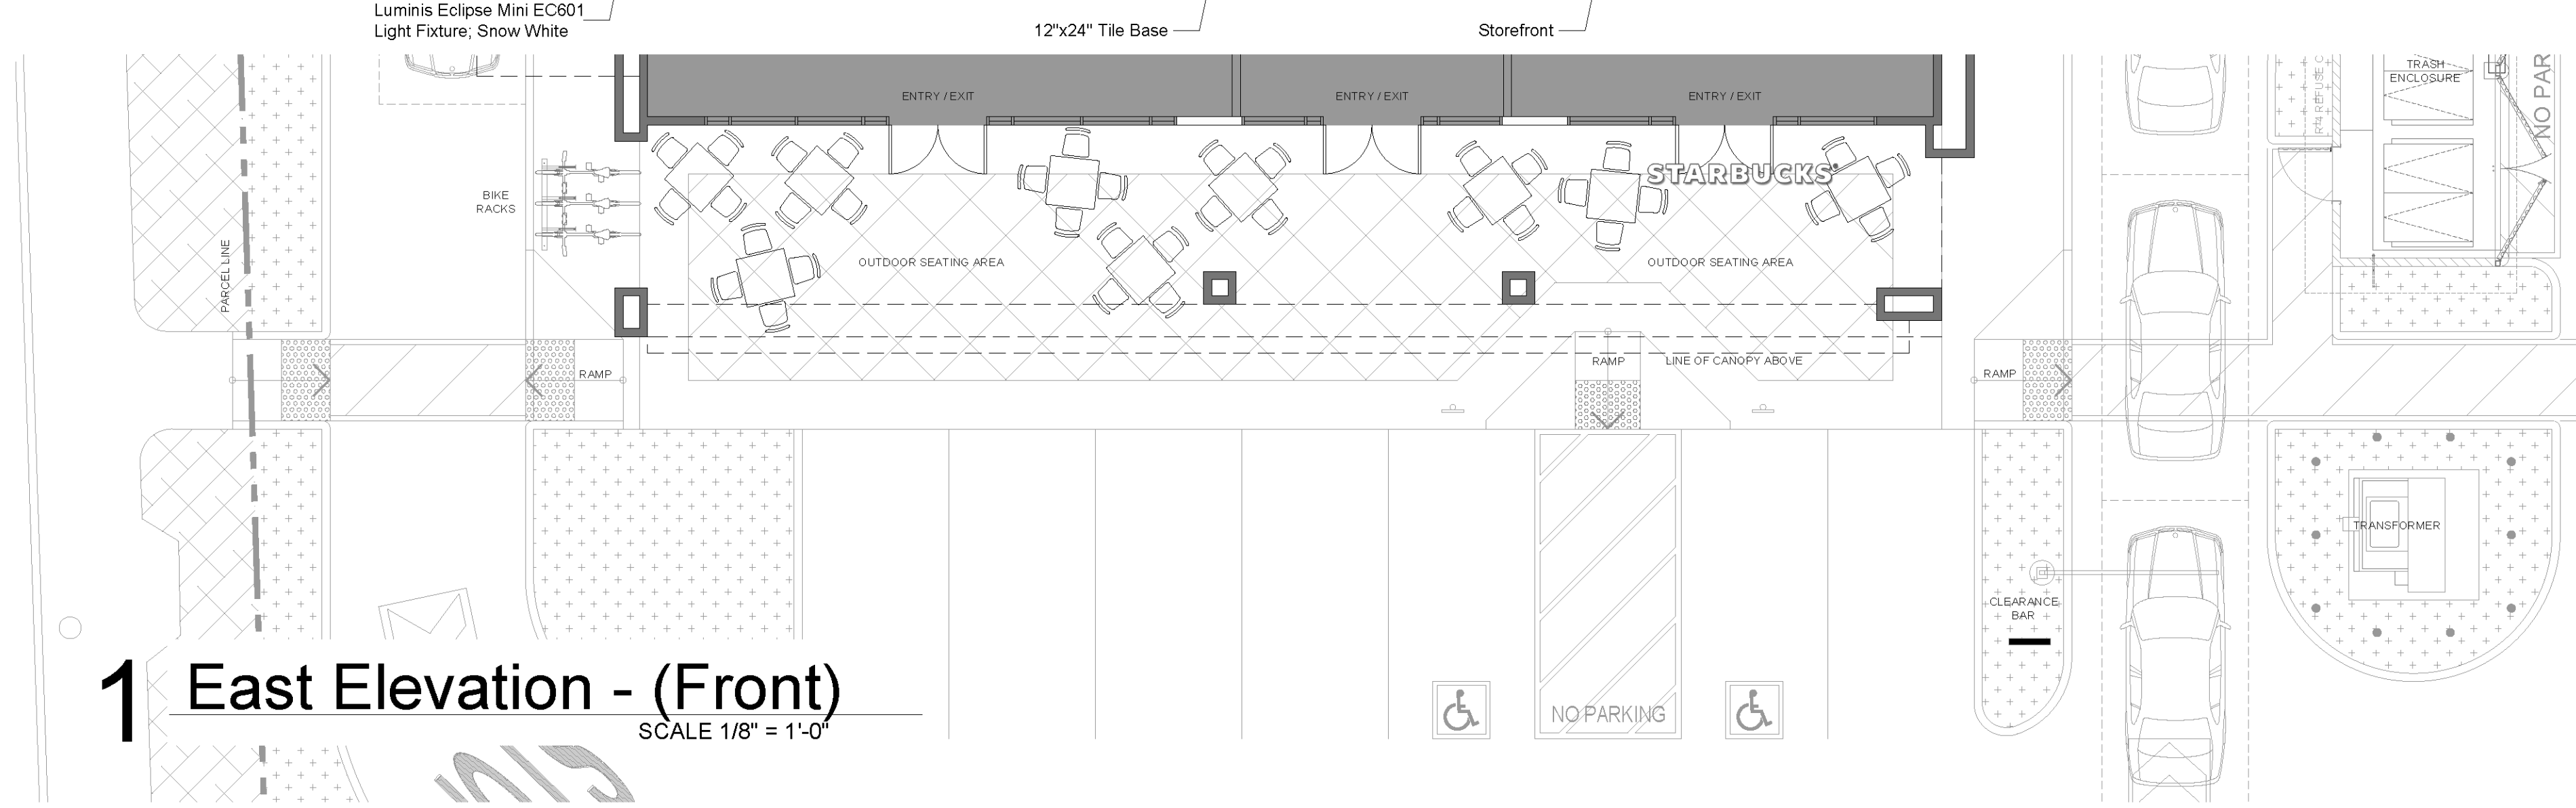 Luminis Eclipse Mini EC601
Light Fixture; Snow White
12"x24" Tile Base
Storefront
TRASH
ENCLOSURE
NO PAR
ENTRY / EXIT
ENTRY / EXIT
ENTRY / EXIT
STARBUCKS
BIKE
RACKS
PARCEL LINE
OUTDOOR SEATING AREA
OUTDOOR SEATING AREA
RAMP
RAMP
LINE OF CANOPY ABOVE
RAMP
TRANSFORMER
CLEARANCE
BAR
1 East Elevation - (Front)
SCALE 1/8" = 1'-0"
NO PARKING